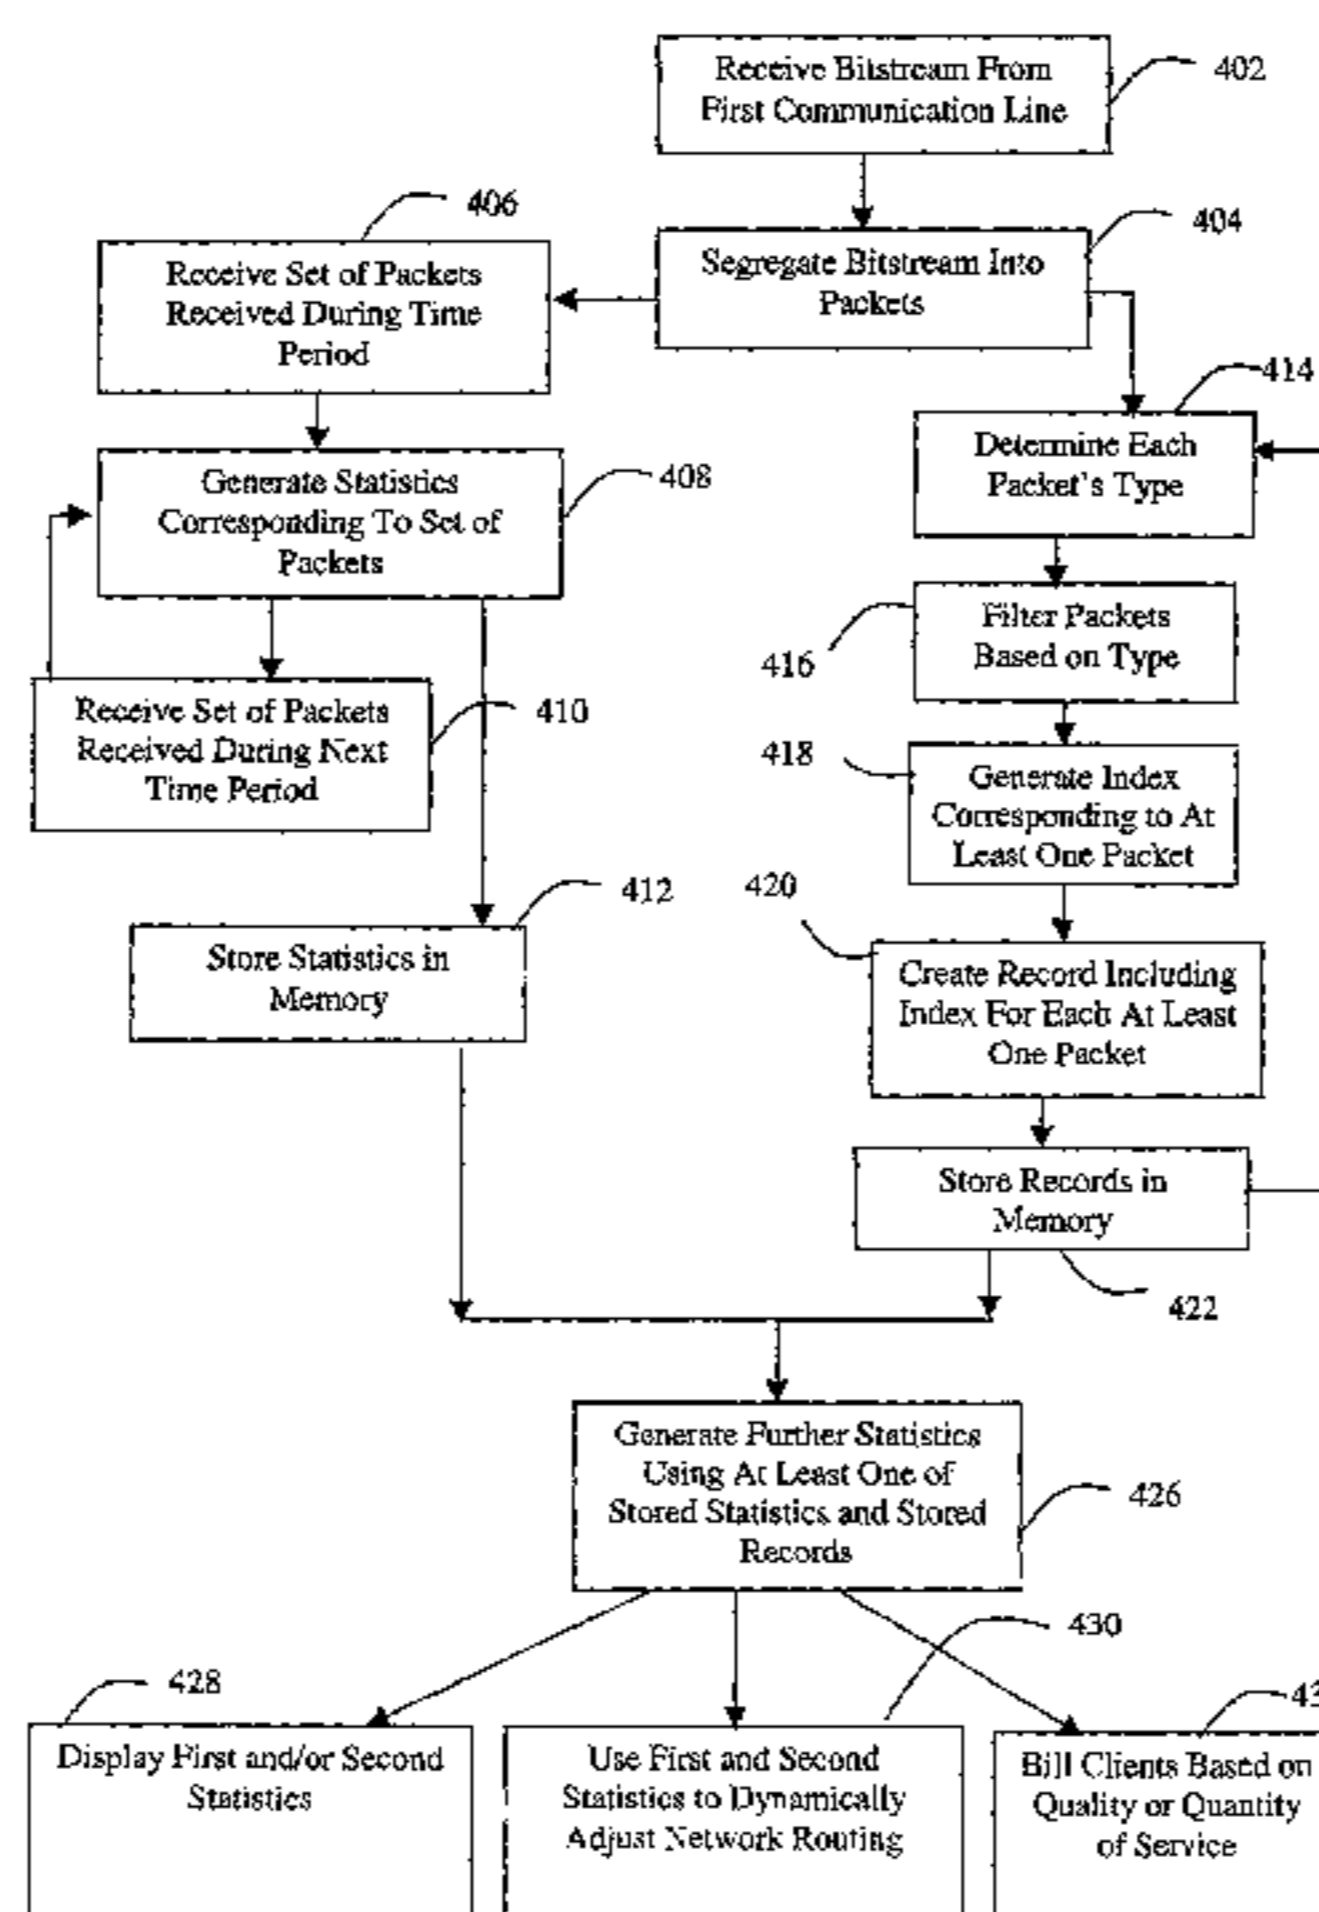 Receive Bitstream From
First Communication Line
402
406
404
Segregate Bitstream Into
Packets
Receive Set of Packets
Received During Time
Period
414
Determine Each
Packet's Type
Generate Statistics
Corresponding To Set of
Packets
408
Filter Packets
Based on Type
416
Receive Set of Packets
Received During Next
Time Period
410
418
Generate Index
Corresponding to At
Least One Packet
412
420
Store Statistics in
Memory
Create Record Including
Index For Each At Least
One Packet
Store Records in
Memory
422
Generate Further Statistics
Using At Least One of
Stored Statistics and Stored
Records
426
430
428
Display First and/or Second
Statistics
Use First and Second
Statistics to Dynamically
Adjust Network Routing
Bill Clients Based on
Quality or Quantity
of Service